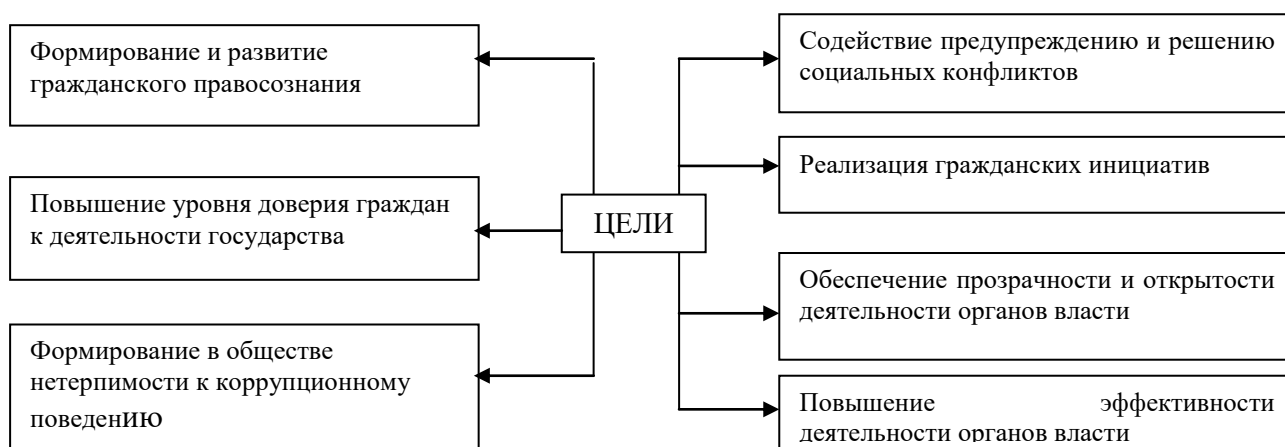 Формирование и развитие
гражданского правосознания
Повышение уровня доверия граждан
к деятельности государства
Формирование в обществе
нетерпимости к коррупционному
поведению
ЦЕЛИ
Содействие предупреждению и решению
социальных конфликтов
Реализация гражданских инициатив
Обеспечение прозрачности и открытости
деятельности органов власти
Повышение эффективности
деятельности органов власти